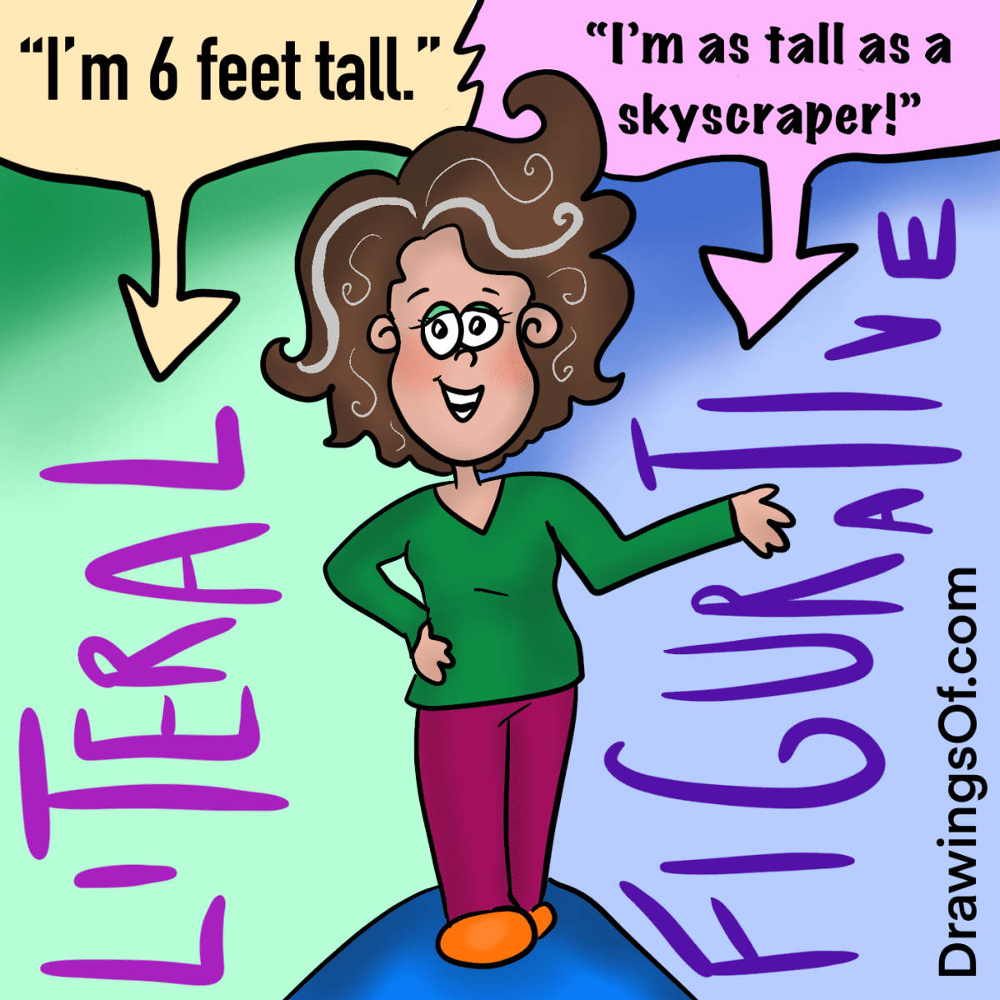 “I’m 6 feet tall.”
“I’m as tall as a
skyscraper!”
LITERAL
FIGURATIVE
DrawingsOf.com